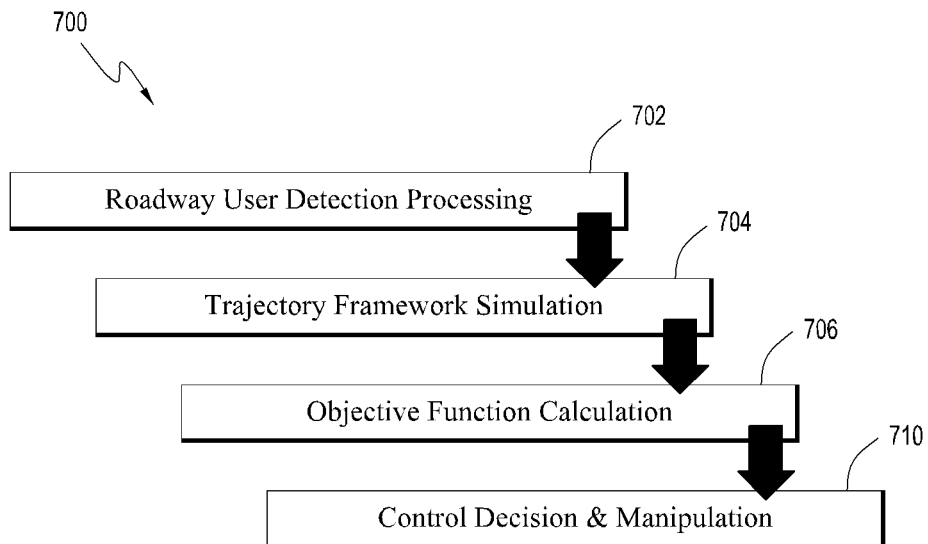 700
702
Roadway User Detection Processing
704
Trajectory Framework Simulation
706
Objective Function Calculation
710
Control Decision & Manipulation